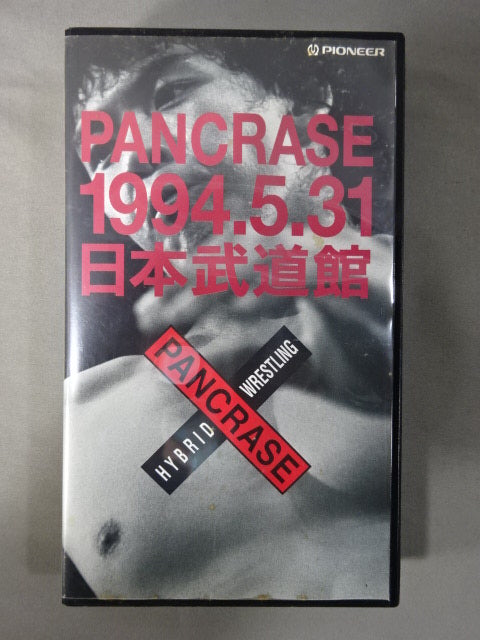 PIONEER
PANCRASE
1994.5.31
日本武道館
PANCRASE
HYBRID WRESTLING